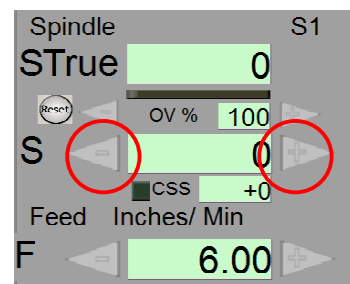 Spindle S1
STrue 0
Reset - OV % 100 +
S - 0 +
CSS +0
Feed Inches/ Min
F - 6.00 +